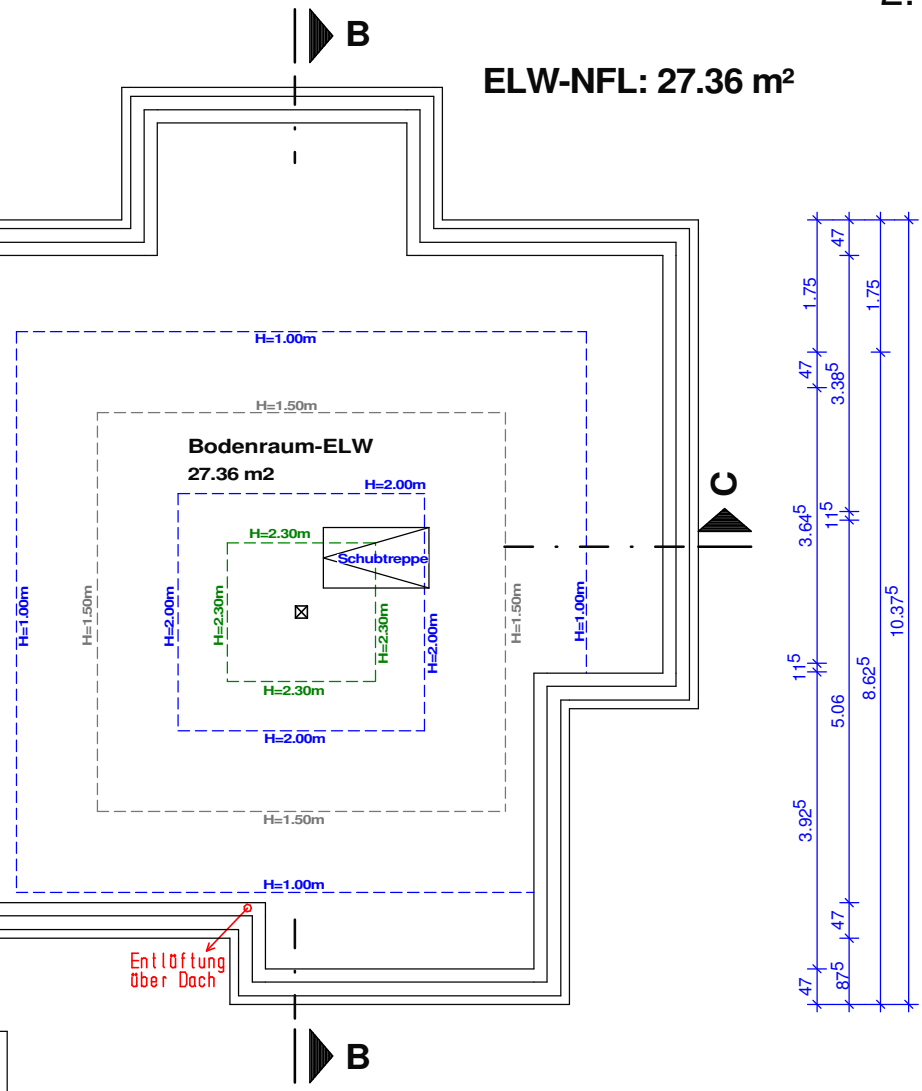 B
ELW-NFL: 27.36 m²
H=1.00m
H=1.50m
Bodenraum-ELW
27.36 m2
H=2.00m
H=2.30m
Schubtreppe
C
H=1.00m
H=1.50m
H=2.00m
H=2.30m
H=2.30m
H=2.00m
H=1.50m
H=1.00m
H=2.30m
H=2.00m
H=1.50m
H=1.00m
Entlüftung
über Dach
B
1.75
47
3.64⁵
11⁵
3.92⁵
47
47
3.38⁵
11⁵
5.06
47
87⁵
1.75
8.62⁵
10.37⁵